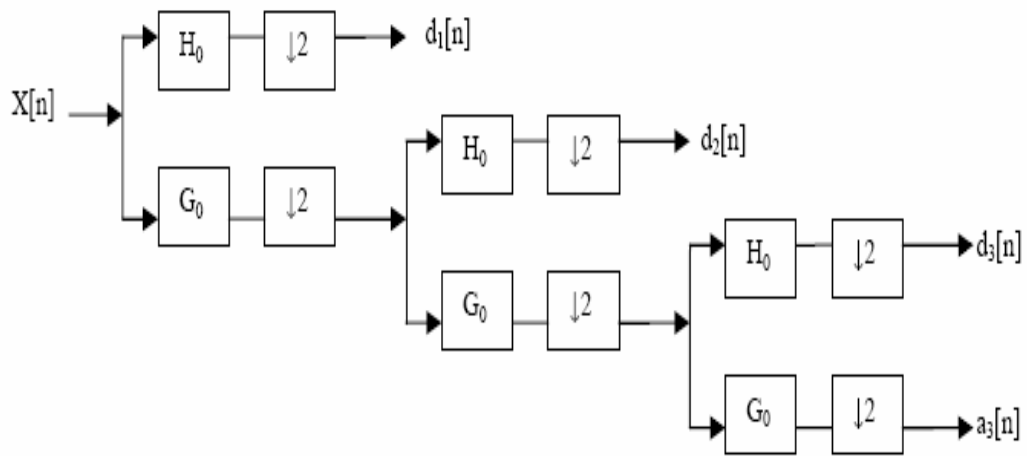 H₀ ↓2 d₁[n]
X[n]
G₀ ↓2 H₀ ↓2 d₂[n]
G₀ ↓2 H₀ ↓2 d₃[n]
G₀ ↓2 a₃[n]